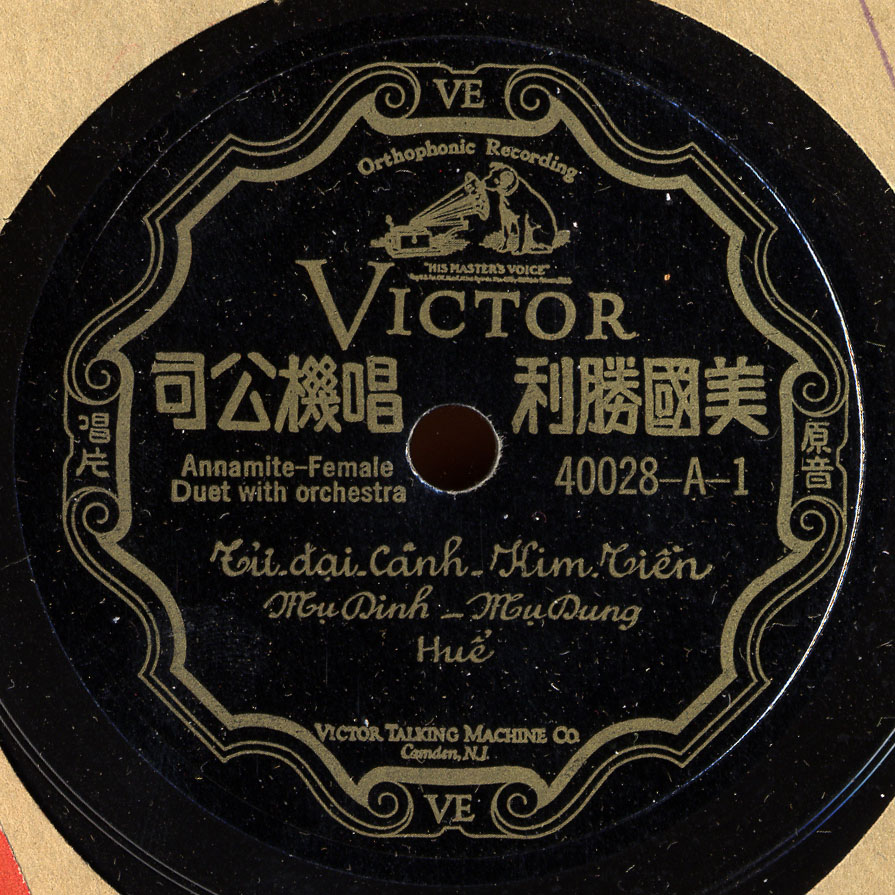 VE
Orthophonic Recording
"HIS MASTER'S VOICE"
VICTOR
司公機唱 利勝國美
唱片
原音
Annamite-Female
Duet with orchestra
40028-A-1
Tứ-đại-Cảnh-Kim-Tiền
Mụ Dinh - Mụ Dung
Huế
VICTOR TALKING MACHINE CO.
Camden, N.J.
VE